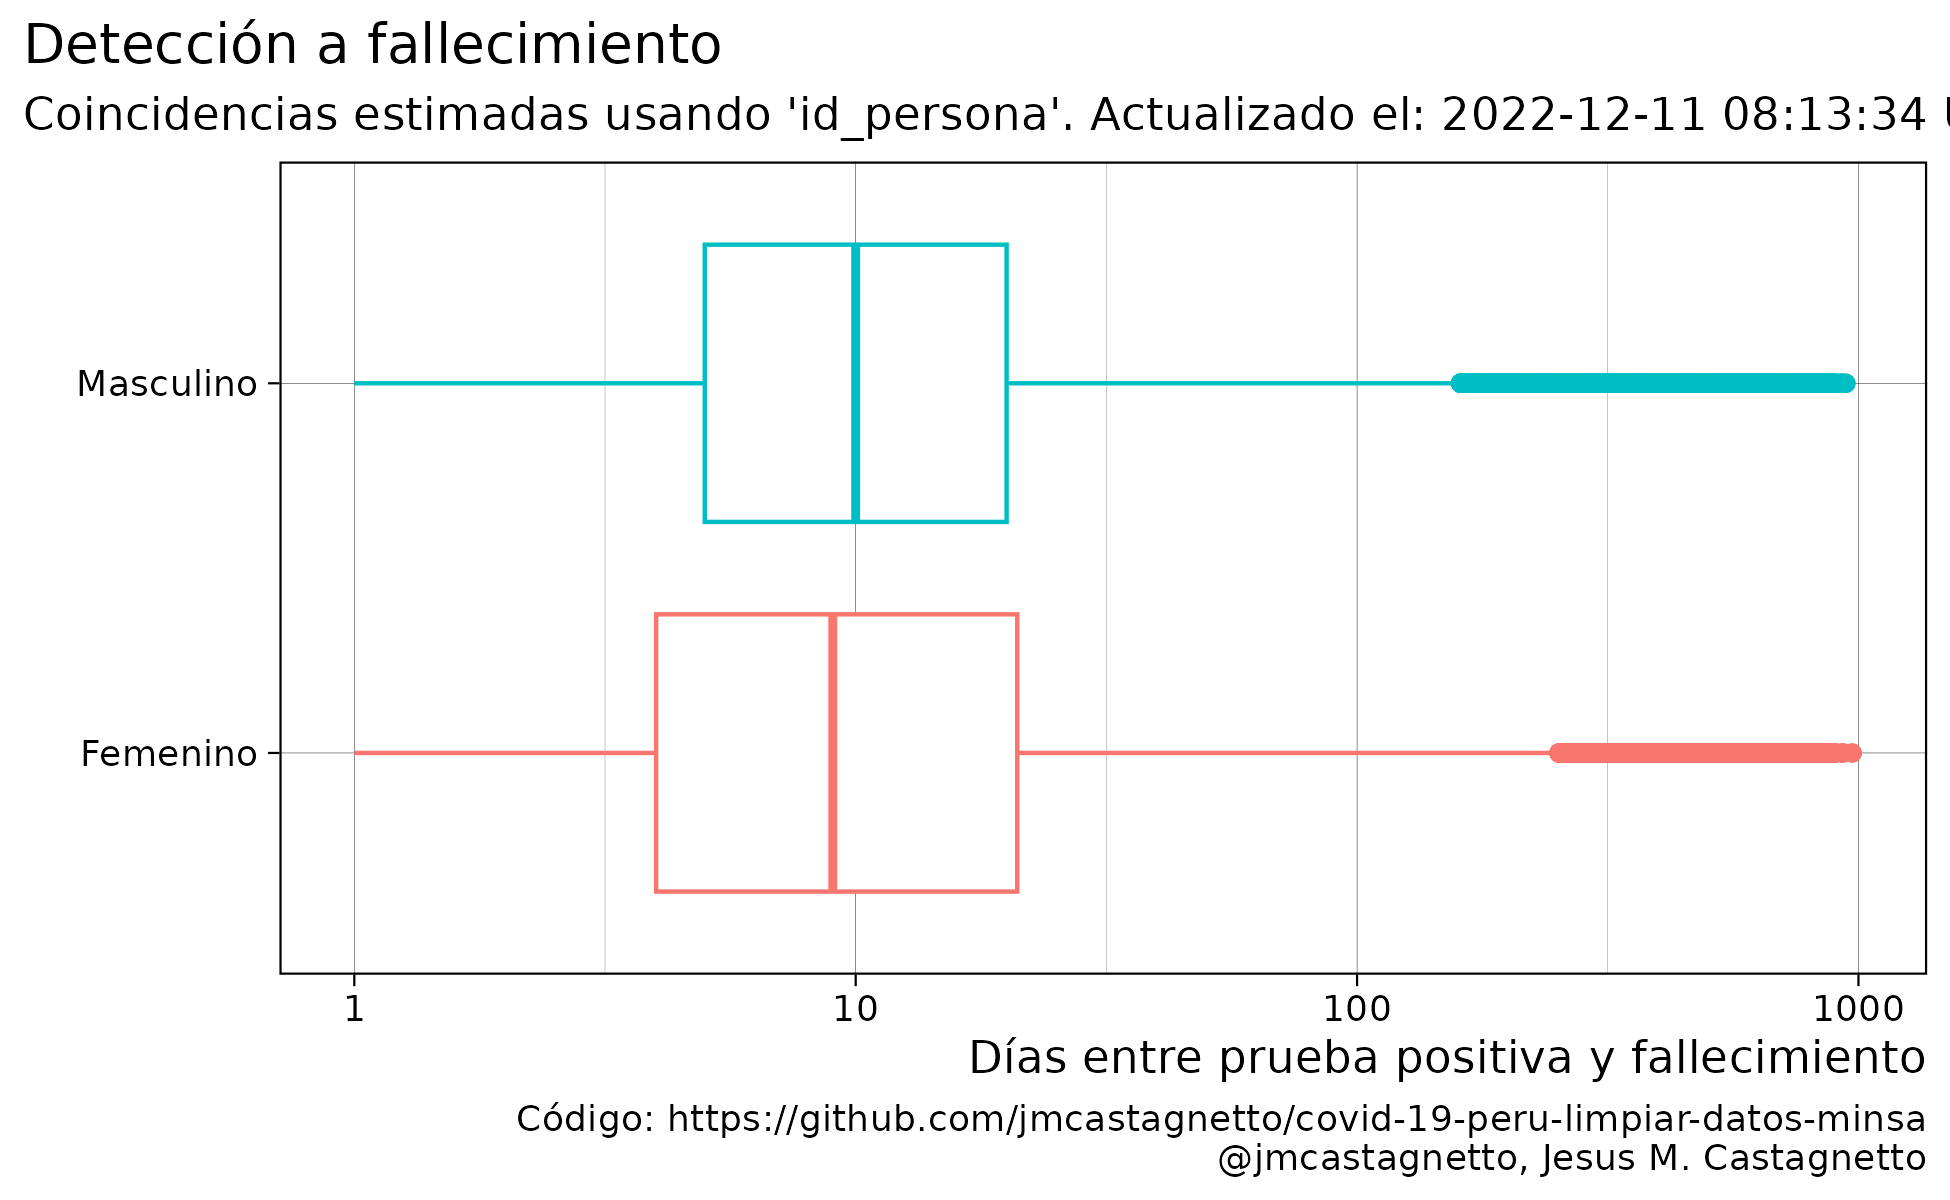 Detección a fallecimiento
Coincidencias estimadas usando 'id_persona'. Actualizado el: 2022-12-11 08:13:34
Masculino
Femenino
1 10 100 1000
Días entre prueba positiva y fallecimiento
Código: https://github.com/jmcastagnetto/covid-19-peru-limpiar-datos-minsa
@jmcastagnetto, Jesus M. Castagnetto